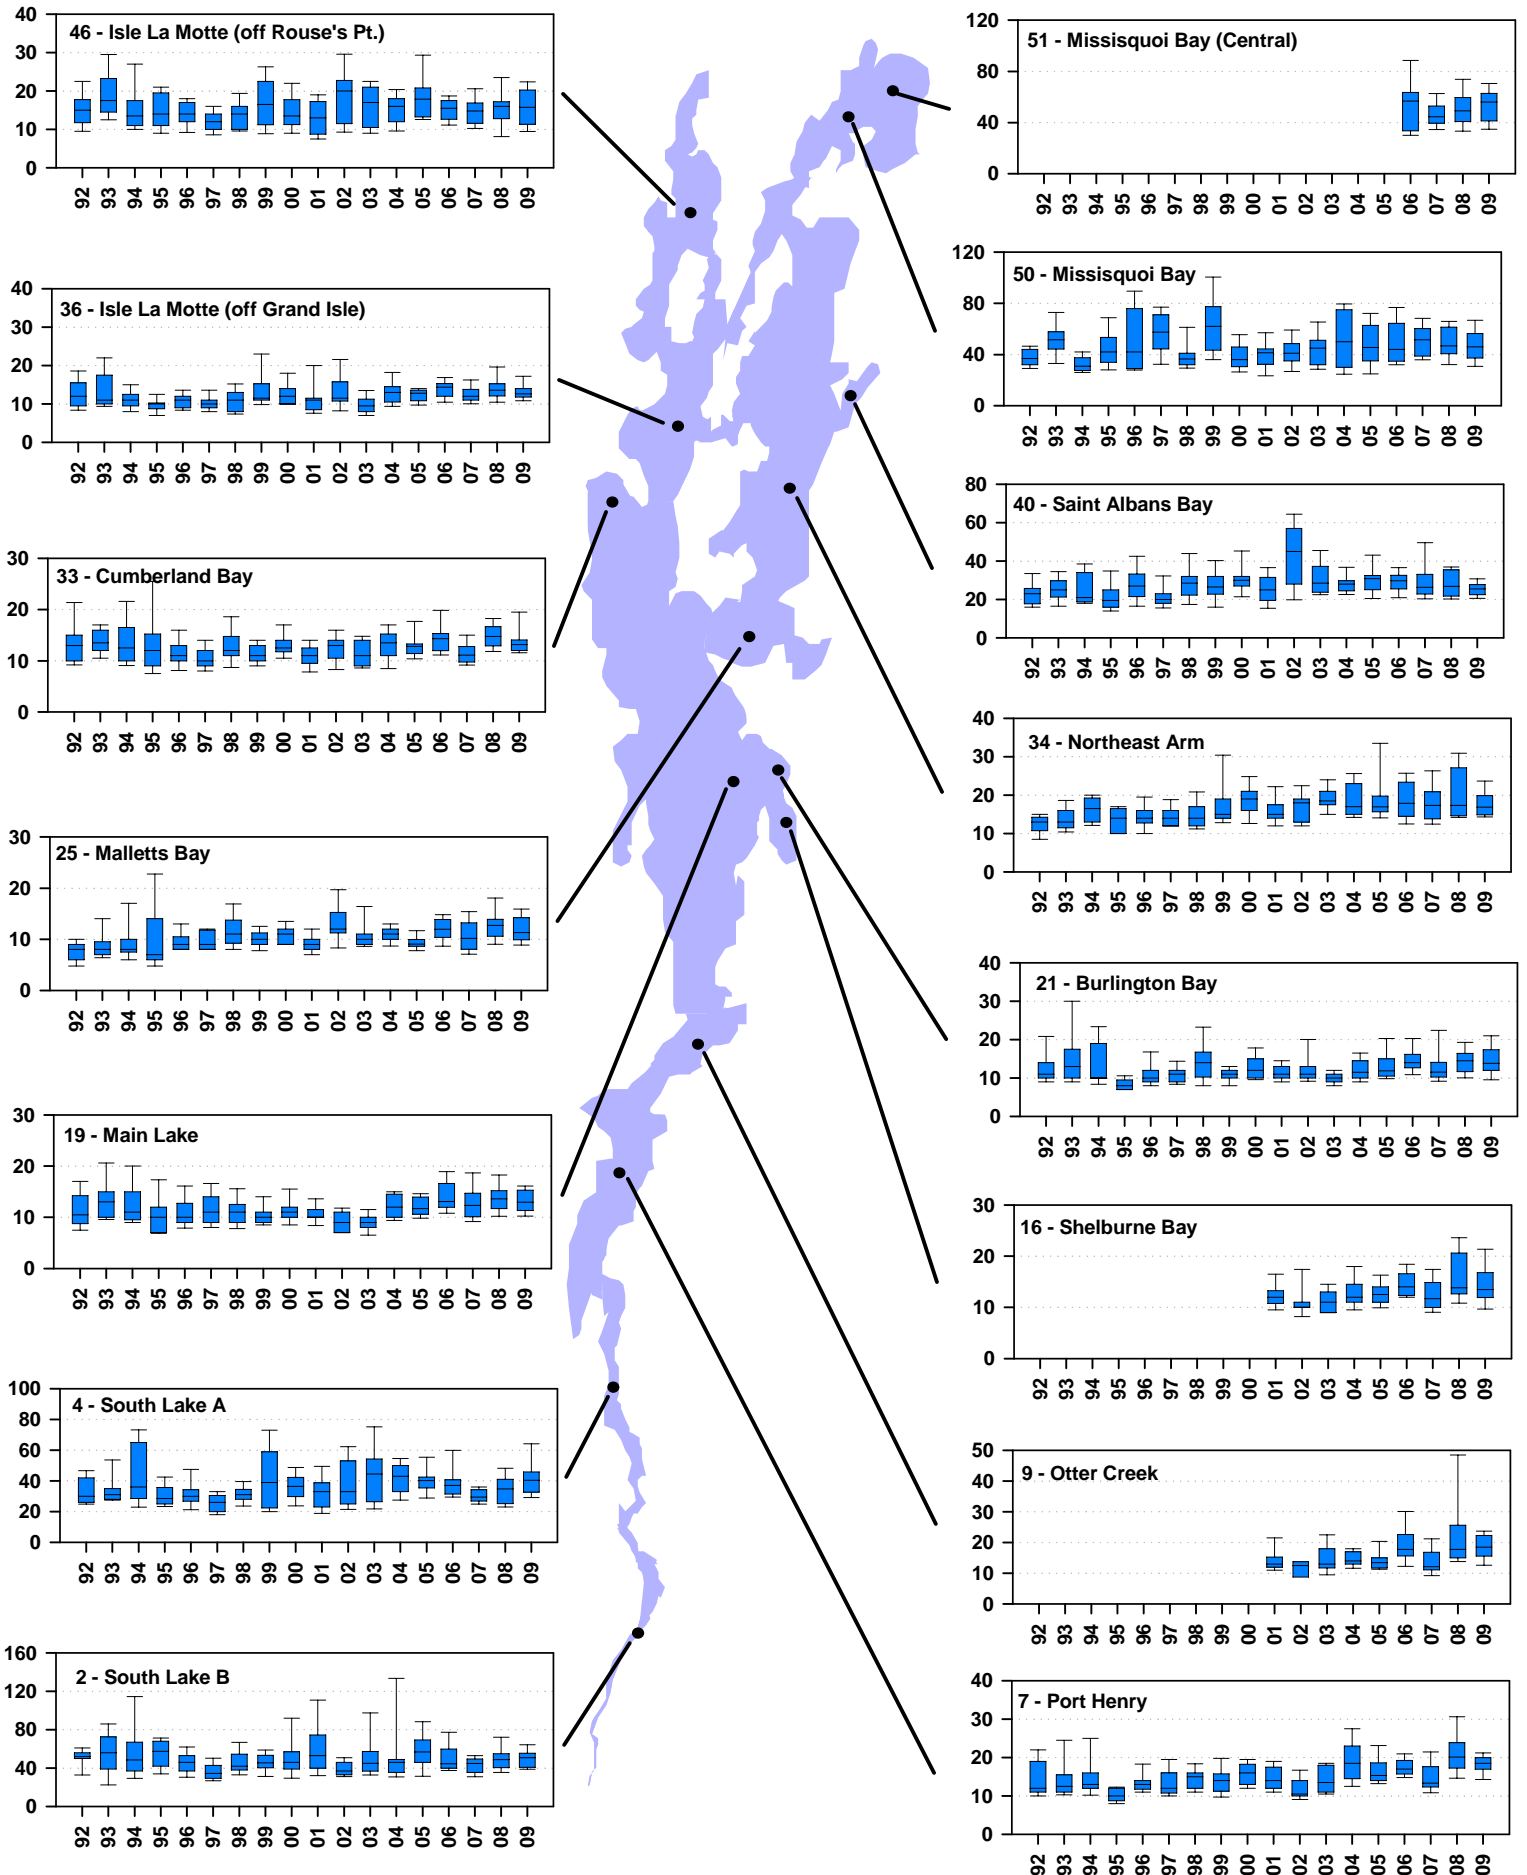 46 - Isle La Motte (off Rouse's Pt.)
40
30
20
10
0
92 93 94 95 96 97 98 99 00 01 02 03 04 05 06 07 08 09
36 - Isle La Motte (off Grand Isle)
40
30
20
10
0
92 93 94 95 96 97 98 99 00 01 02 03 04 05 06 07 08 09
33 - Cumberland Bay
30
20
10
0
92 93 94 95 96 97 98 99 00 01 02 03 04 05 06 07 08 09
25 - Malletts Bay
30
20
10
0
92 93 94 95 96 97 98 99 00 01 02 03 04 05 06 07 08 09
19 - Main Lake
30
20
10
0
92 93 94 95 96 97 98 99 00 01 02 03 04 05 06 07 08 09
4 - South Lake A
100
80
60
40
20
0
92 93 94 95 96 97 98 99 00 01 02 03 04 05 06 07 08 09
2 - South Lake B
160
120
80
40
0
92 93 94 95 96 97 98 99 00 01 02 03 04 05 06 07 08 09
51 - Missisquoi Bay (Central)
120
80
40
0
92 93 94 95 96 97 98 99 00 01 02 03 04 05 06 07 08 09
50 - Missisquoi Bay
120
80
40
0
92 93 94 95 96 97 98 99 00 01 02 03 04 05 06 07 08 09
40 - Saint Albans Bay
80
60
40
20
0
92 93 94 95 96 97 98 99 00 01 02 03 04 05 06 07 08 09
34 - Northeast Arm
40
30
20
10
0
92 93 94 95 96 97 98 99 00 01 02 03 04 05 06 07 08 09
21 - Burlington Bay
40
30
20
10
0
92 93 94 95 96 97 98 99 00 01 02 03 04 05 06 07 08 09
16 - Shelburne Bay
30
20
10
0
92 93 94 95 96 97 98 99 00 01 02 03 04 05 06 07 08 09
9 - Otter Creek
50
40
30
20
10
0
92 93 94 95 96 97 98 99 00 01 02 03 04 05 06 07 08 09
7 - Port Henry
40
30
20
10
0
92 93 94 95 96 97 98 99 00 01 02 03 04 05 06 07 08 09